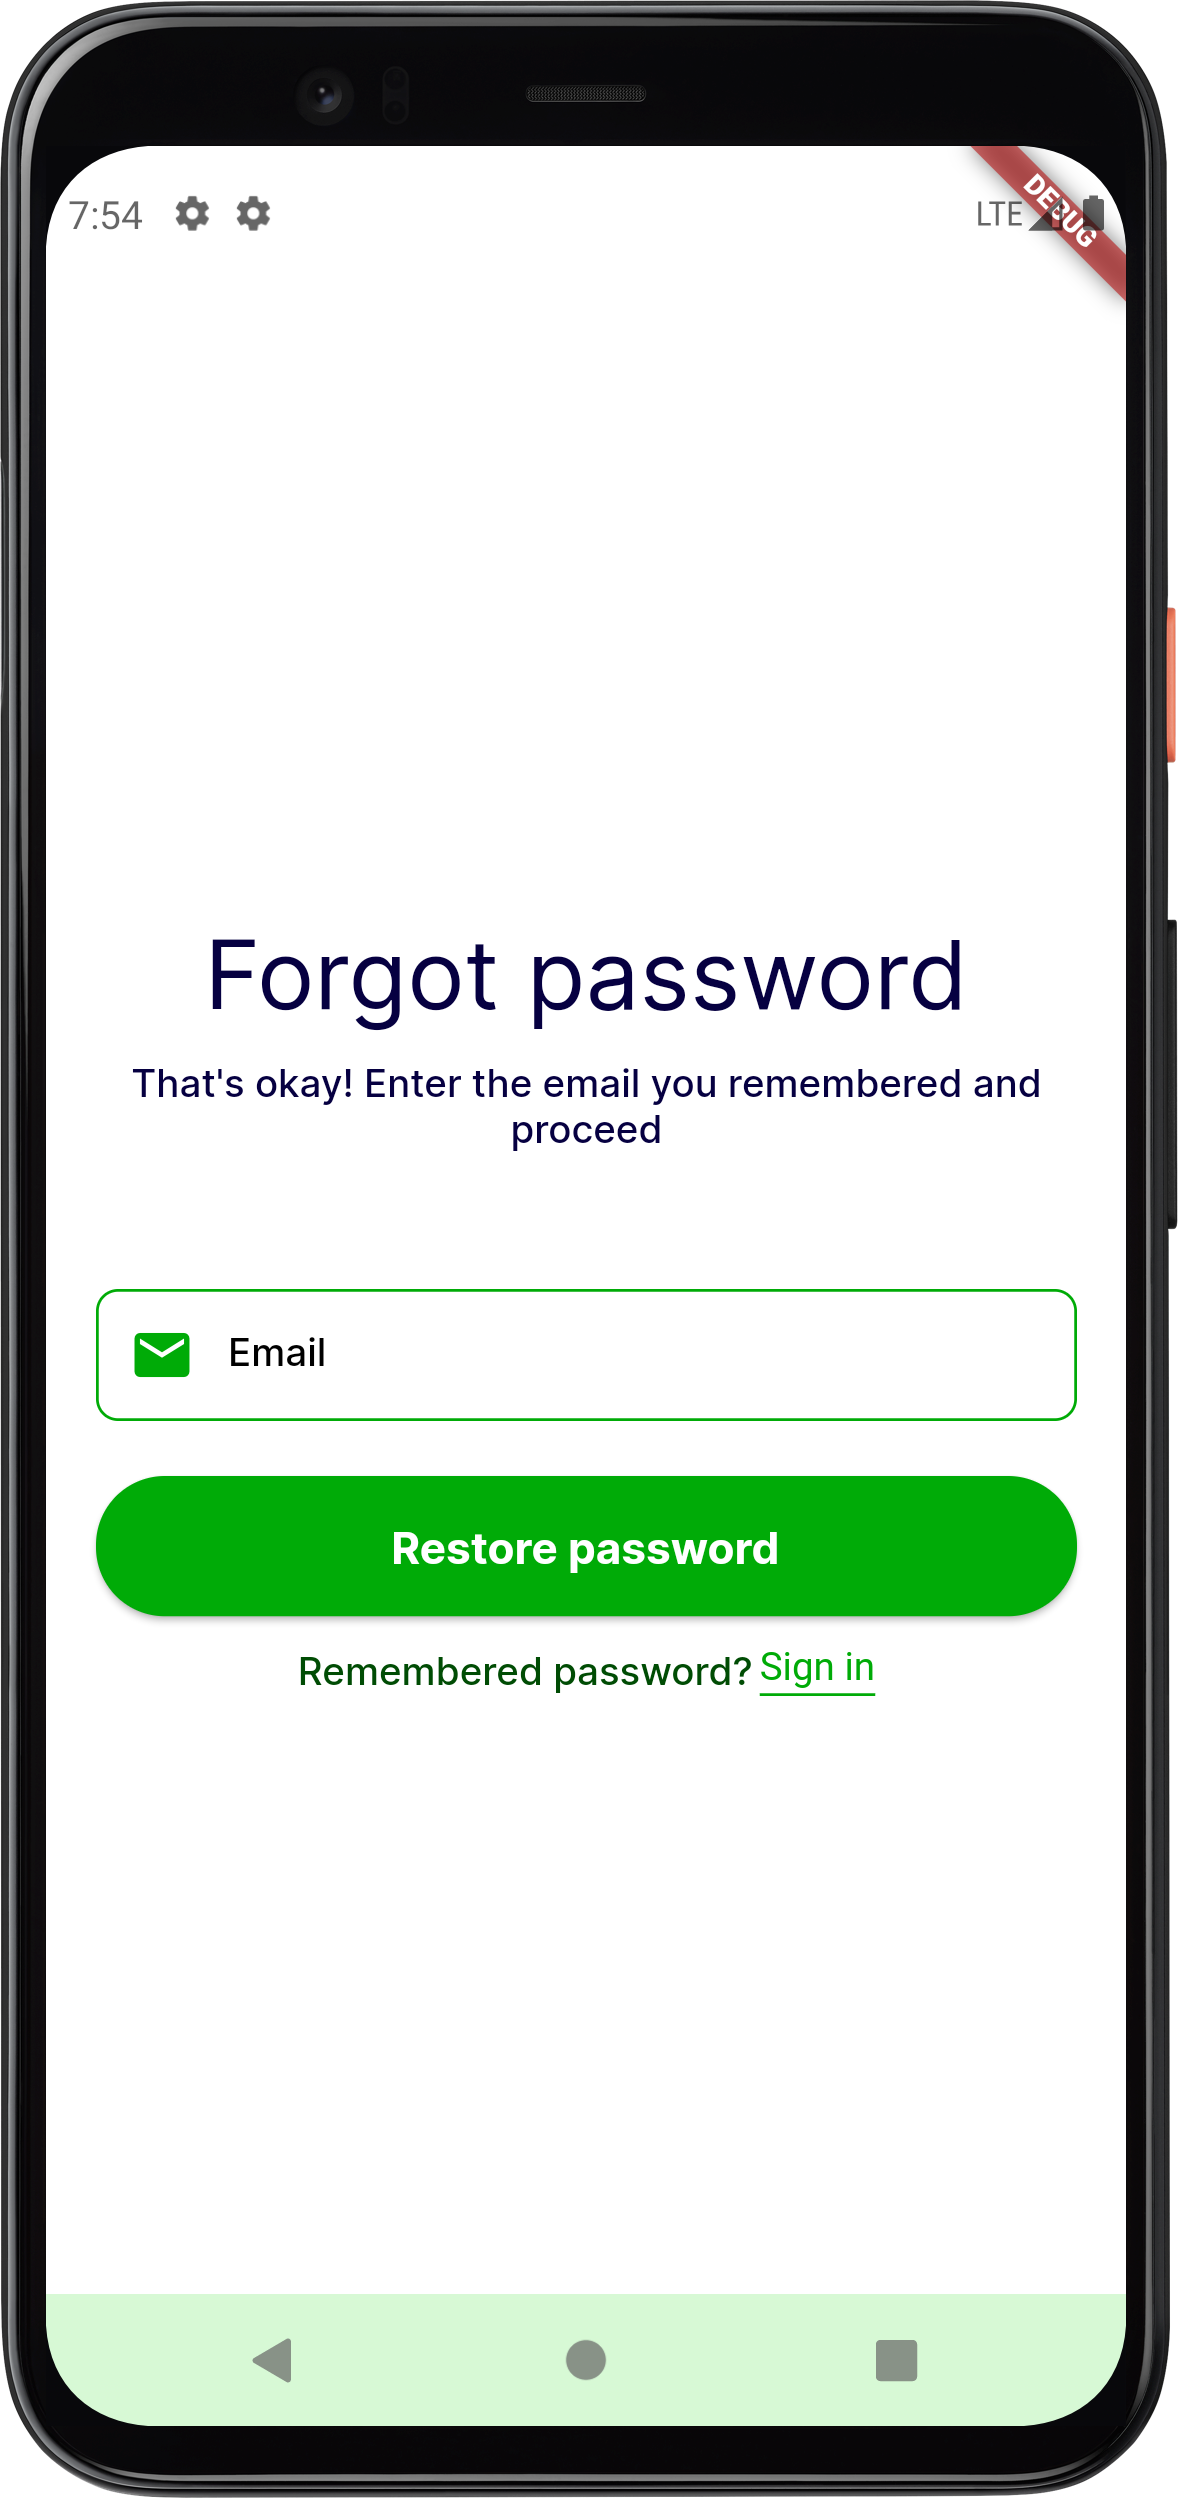 7:54
LTE
DEBUG
Forgot password
That's okay! Enter the email you remembered and
proceed
Email
Restore password
Remembered password? Sign in